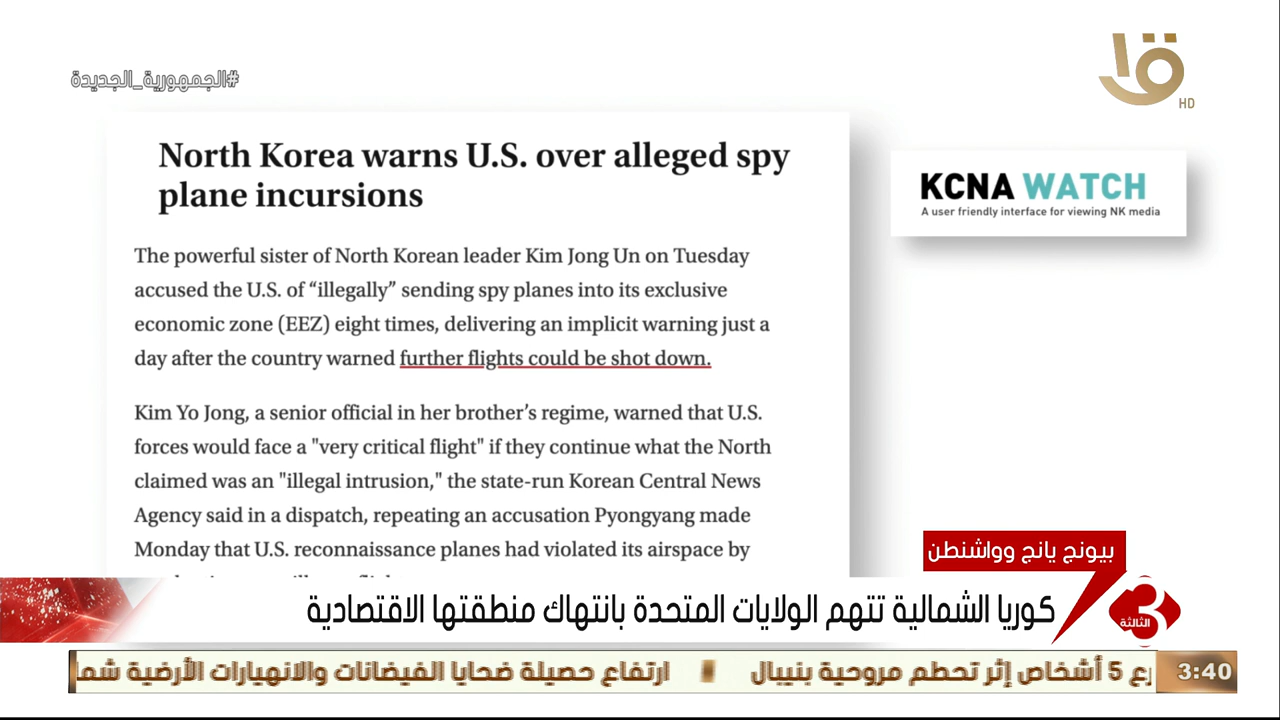 #الجمهورية_الجديدة
HD
North Korea warns U.S. over alleged spy
plane incursions
KCNA WATCH
A user friendly interface for viewing NK media
The powerful sister of North Korean leader Kim Jong Un on Tuesday
accused the U.S. of “illegally” sending spy planes into its exclusive
economic zone (EEZ) eight times, delivering an implicit warning just a
day after the country warned further flights could be shot down.
Kim Yo Jong, a senior official in her brother’s regime, warned that U.S.
forces would face a "very critical flight" if they continue what the North
claimed was an "illegal intrusion," the state-run Korean Central News
Agency said in a dispatch, repeating an accusation Pyongyang made
Monday that U.S. reconnaissance planes had violated its airspace by
بيونج يانج وواشنطن
كوريا الشمالية تتهم الولايات المتحدة بانتهاك منطقتها الاقتصادية
3 الثالثة
3:40
5 أشخاص إثر تحطم مروحية بنيبال
ارتفاع حصيلة ضحايا الفيضانات والانهيارات الأرضية